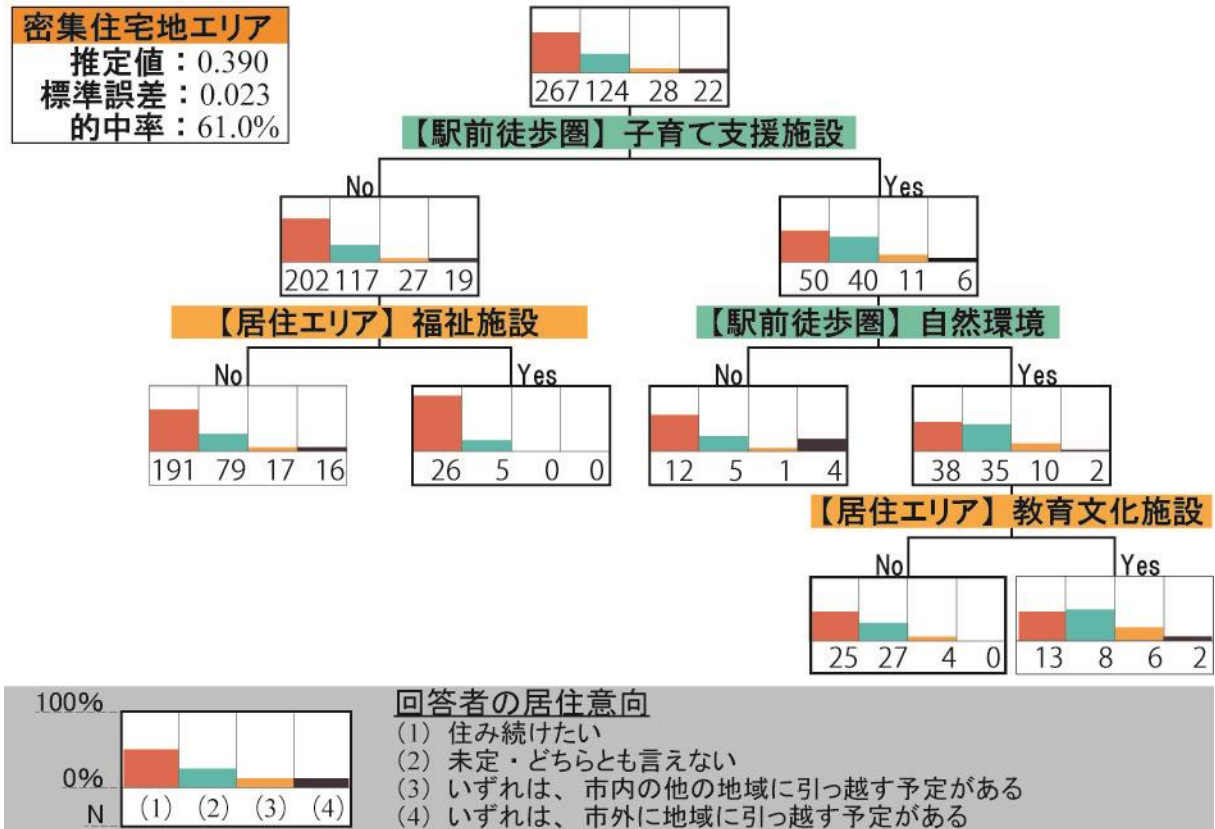 密集住宅地エリア
推定値：0.390
標準誤差：0.023
的中率：61.0%
267 124 28 22
【駅前徒歩圏】子育て支援施設
No
Yes
202 117 27 19
50 40 11 6
【居住エリア】福祉施設
【駅前徒歩圏】自然環境
No
Yes
No
Yes
191 79 17 16
26 5 0 0
12 5 1 4
38 35 10 2
【居住エリア】教育文化施設
No
Yes
25 27 4 0
13 8 6 2
100%
0%
N
(1) (2) (3) (4)
回答者の居住意向
(1) 住み続けたい
(2) 未定・どちらとも言えない
(3) いずれは、市内の他の地域に引っ越す予定がある
(4) いずれは、市外に地域に引っ越す予定がある